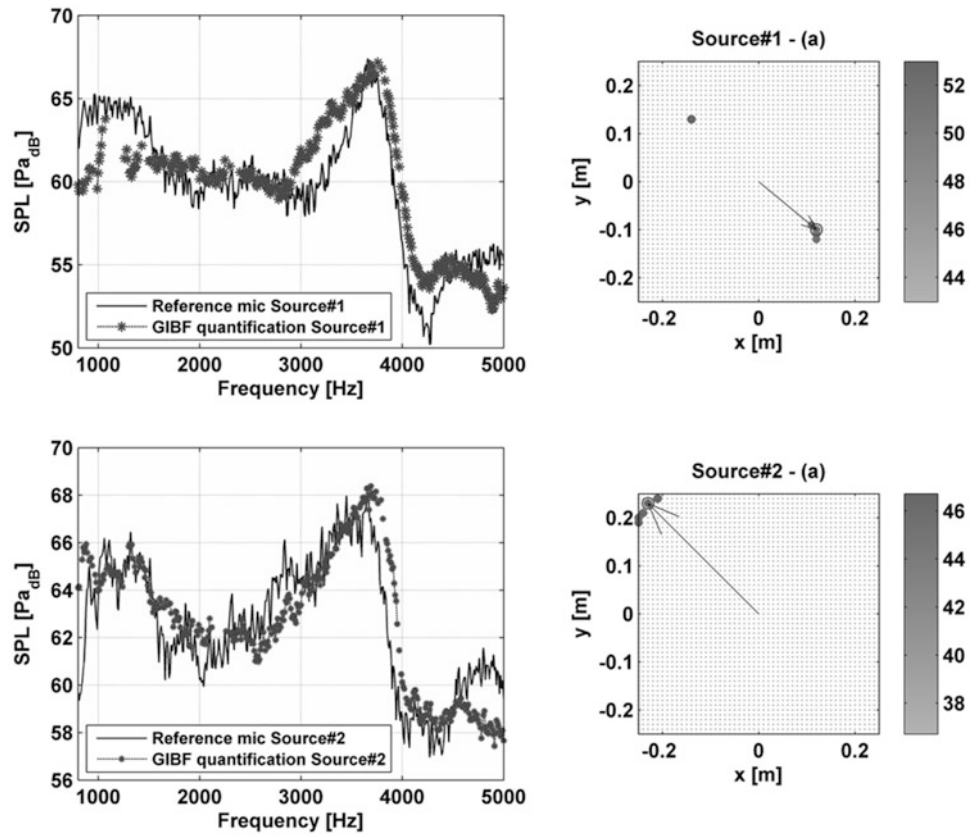 70
65
60
55
50
SPL [Pa_dB]
Reference mic Source#1
GIBF quantification Source#1
1000 2000 3000 4000 5000
Frequency [Hz]
Source#1 - (a)
0.2
0.1
0
-0.1
-0.2
y [m]
-0.2 0 0.2
x [m]
52
50
48
46
44
70
68
66
64
62
60
58
56
SPL [Pa_dB]
Reference mic Source#2
GIBF quantification Source#2
1000 2000 3000 4000 5000
Frequency [Hz]
Source#2 - (a)
0.2
0.1
0
-0.1
-0.2
y [m]
-0.2 0 0.2
x [m]
46
44
42
40
38